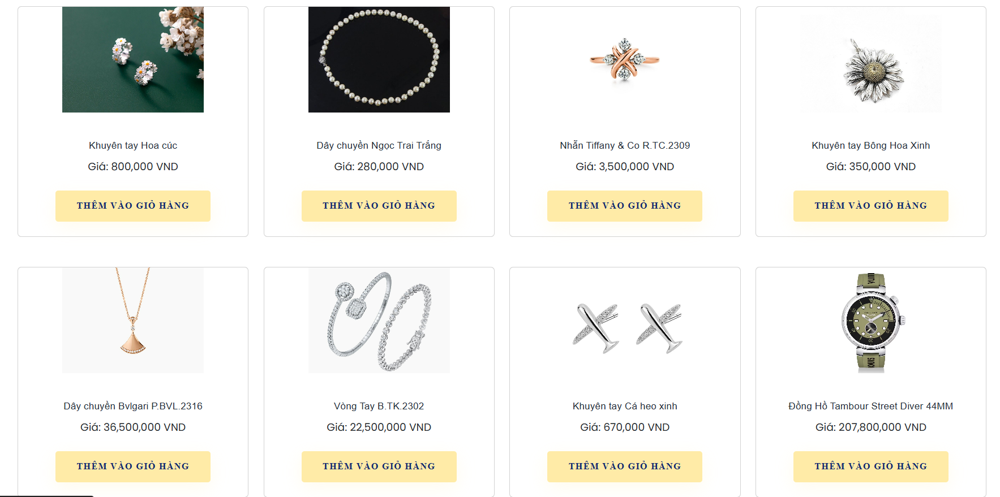 Khuyên tay Hoa cúc
Giá: 800,000 VND
THÊM VÀO GIỎ HÀNG
Dây chuyền Ngọc Trai Trắng
Giá: 280,000 VND
THÊM VÀO GIỎ HÀNG
Nhẫn Tiffany & Co R.TC.2309
Giá: 3,500,000 VND
THÊM VÀO GIỎ HÀNG
Khuyên tay Bông Hoa Xinh
Giá: 350,000 VND
THÊM VÀO GIỎ HÀNG
Dây chuyền Bvlgari P.BVL.2316
Giá: 36,500,000 VND
THÊM VÀO GIỎ HÀNG
Vòng Tay B.TK.2302
Giá: 22,500,000 VND
THÊM VÀO GIỎ HÀNG
Khuyên tay Cá heo xinh
Giá: 670,000 VND
THÊM VÀO GIỎ HÀNG
Đồng Hồ Tambour Street Diver 44MM
Giá: 207,800,000 VND
THÊM VÀO GIỎ HÀNG